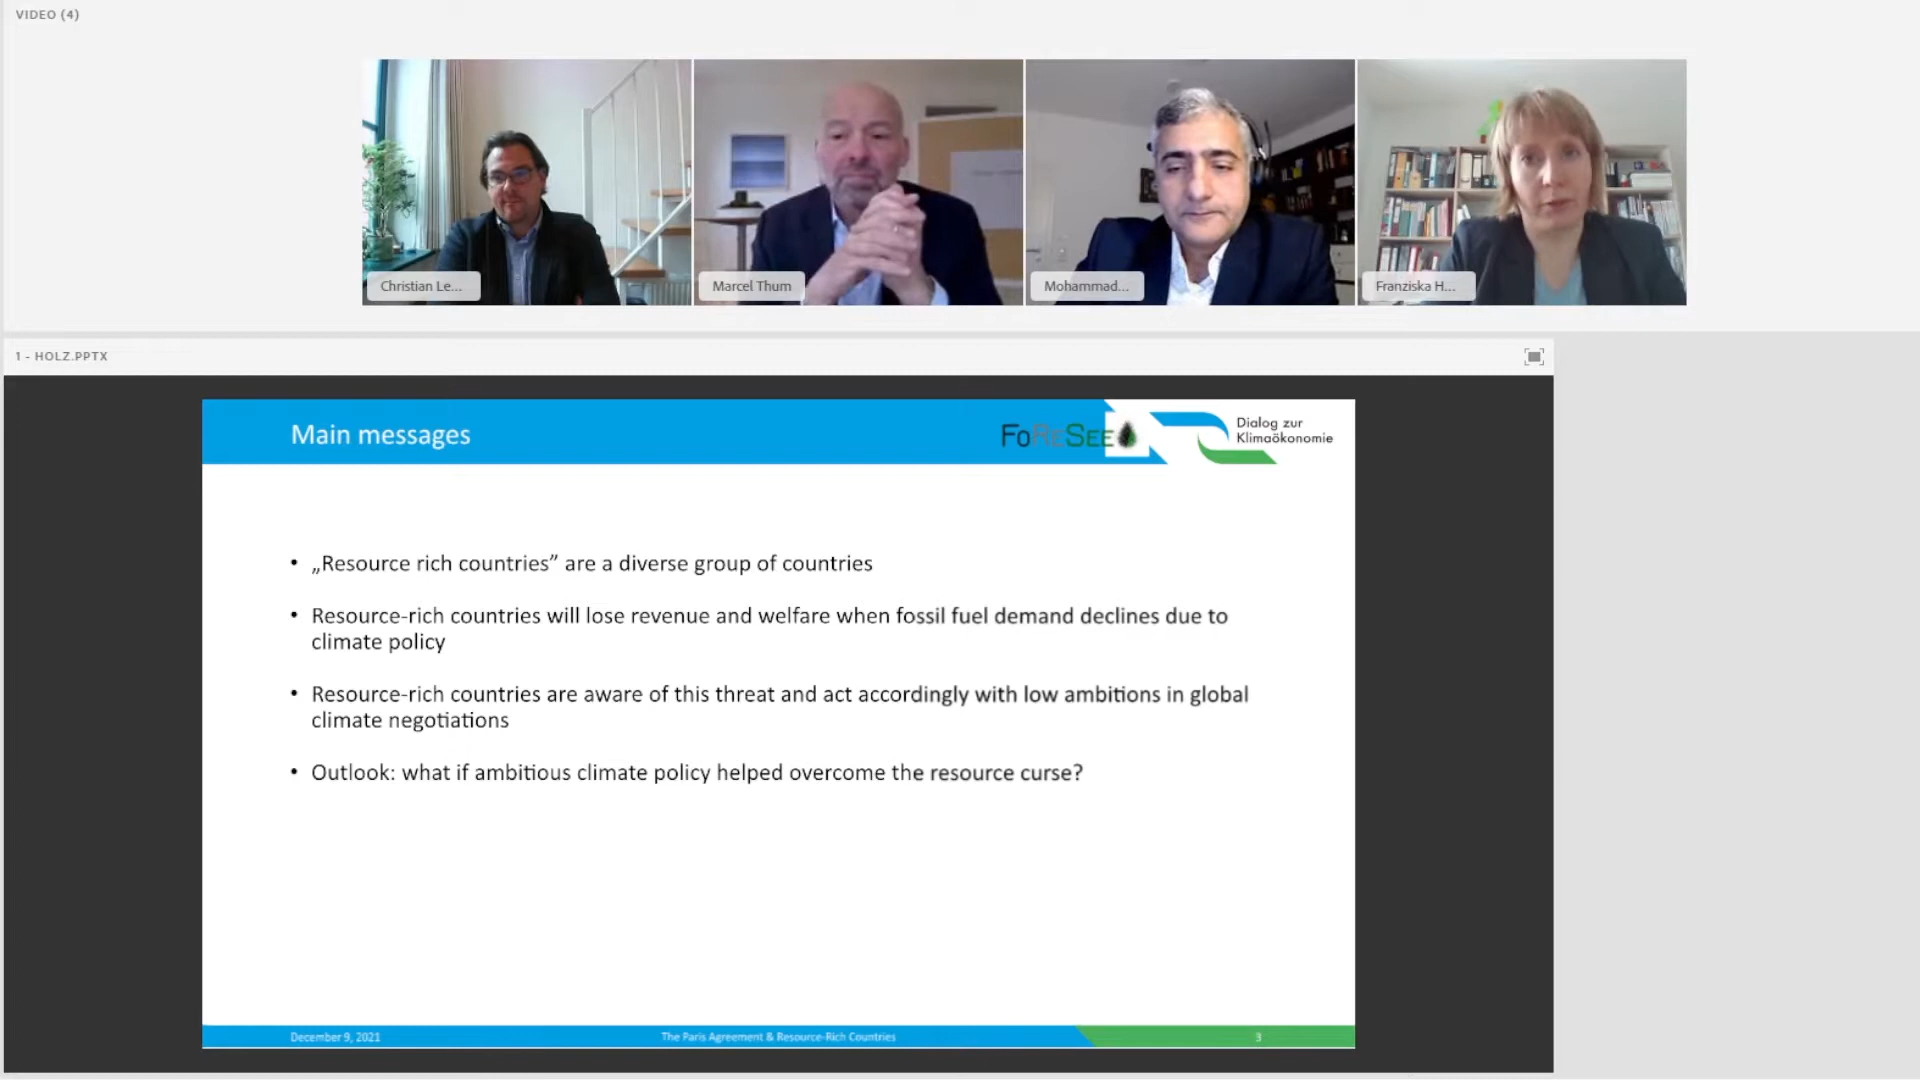 VIDEO (4)
Christian Le...
Marcel Thum
Mohammad...
Franziska H...
1 - HOLZ.PPTX
Main messages
FoReSee
Dialog zur
Klimaökonomie
• „Resource rich countries” are a diverse group of countries
• Resource-rich countries will lose revenue and welfare when fossil fuel demand declines due to
climate policy
• Resource-rich countries are aware of this threat and act accordingly with low ambitions in global
climate negotiations
• Outlook: what if ambitious climate policy helped overcome the resource curse?
December 9, 2021
The Paris Agreement & Resource-Rich Countries
3